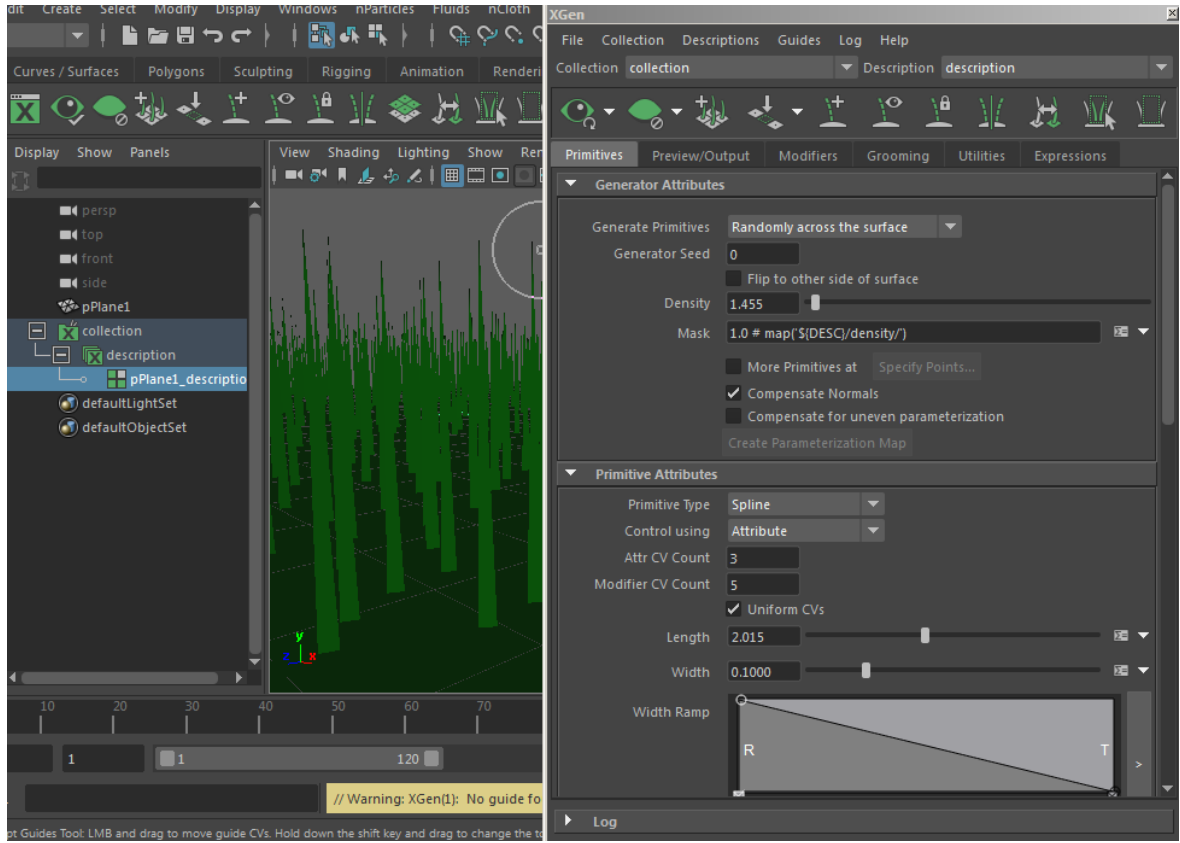 dit Create Select Modify Display Windows nParticles Fluids nCloth
Curves / Surfaces Polygons Sculpting Rigging Animation Renderi
Display Show Panels
persp
top
front
side
pPlane1
collection
description
pPlane1_descriptio
defaultLightSet
defaultObjectSet
View Shading Lighting Show Ren
y
x
10 20 30 40 50 60 70
1 1 120
// Warning: XGen(1): No guide fo
pt Guides Tool: LMB and drag to move guide CVs. Hold down the shift key and drag to change the to
XGen
File Collection Descriptions Guides Log Help
Collection collection Description description
Primitives Preview/Output Modifiers Grooming Utilities Expressions
Generator Attributes
Generate Primitives Randomly across the surface
Generator Seed 0
Flip to other side of surface
Density 1.455
Mask 1.0 # map('${DESC}/density/')
More Primitives at Specify Points...
Compensate Normals
Compensate for uneven parameterization
Create Parameterization Map
Primitive Attributes
Primitive Type Spline
Control using Attribute
Attr CV Count 3
Modifier CV Count 5
Uniform CVs
Length 2.015
Width 0.1000
Width Ramp
R T
>
Log